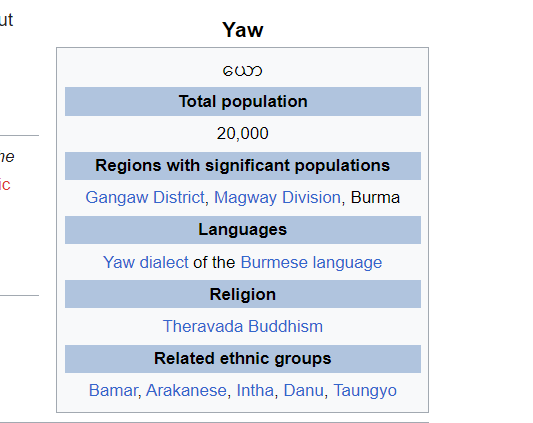 ut
Yaw
ယော
Total population
20,000
ne
Regions with significant populations
ic
Gangaw District, Magway Division, Burma
Languages
Yaw dialect of the Burmese language
Religion
Theravada Buddhism
Related ethnic groups
Bamar, Arakanese, Intha, Danu, Taungyo